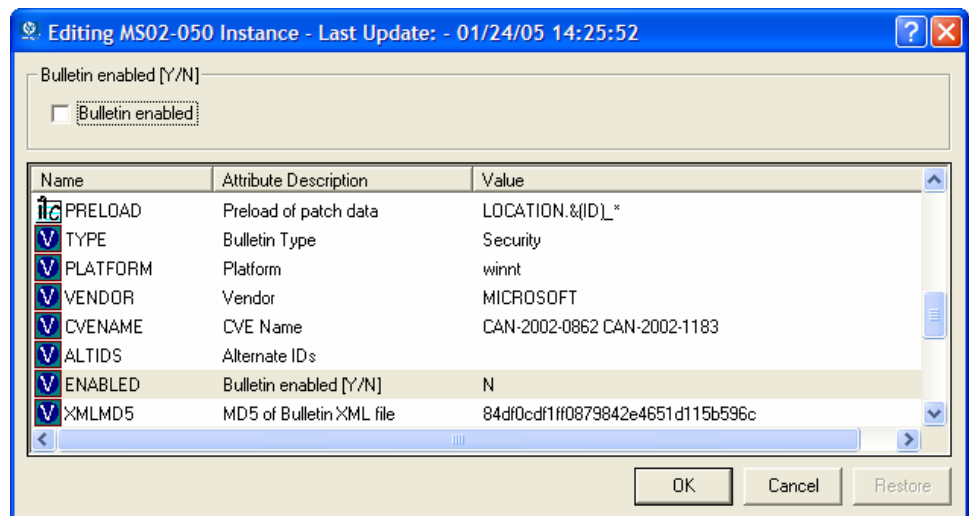 Editing MS02-050 Instance - Last Update: - 01/24/05 14:25:52
Bulletin enabled [Y/N]
Bulletin enabled
Name Attribute Description Value
PRELOAD Preload of patch data LOCATION.&(ID)_*
V TYPE Bulletin Type Security
V PLATFORM Platform winnt
V VENDOR Vendor MICROSOFT
V CVENAME CVE Name CAN-2002-0862 CAN-2002-1183
V ALTIDS Alternate IDs
V ENABLED Bulletin enabled [Y/N] N
V XMLMD5 MD5 of Bulletin XML file 84df0cdf1ff0879842e4651d115b596c
OK Cancel Restore